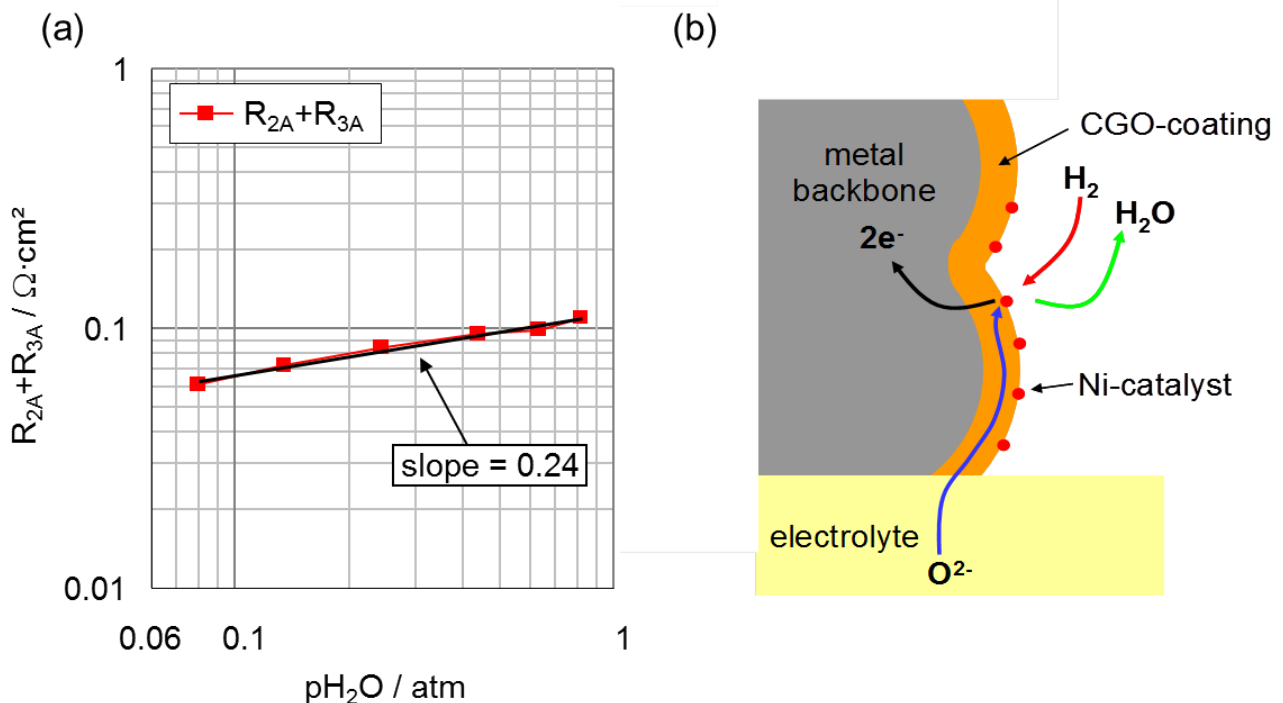 (a)
(b)
1
0.1
0.01
R₂A+R₃A / Ω·cm²
R₂A+R₃A
slope = 0.24
0.06
0.1
1
pH₂O / atm
metal
backbone
2e⁻
CGO-coating
H₂
H₂O
Ni-catalyst
electrolyte
O²⁻